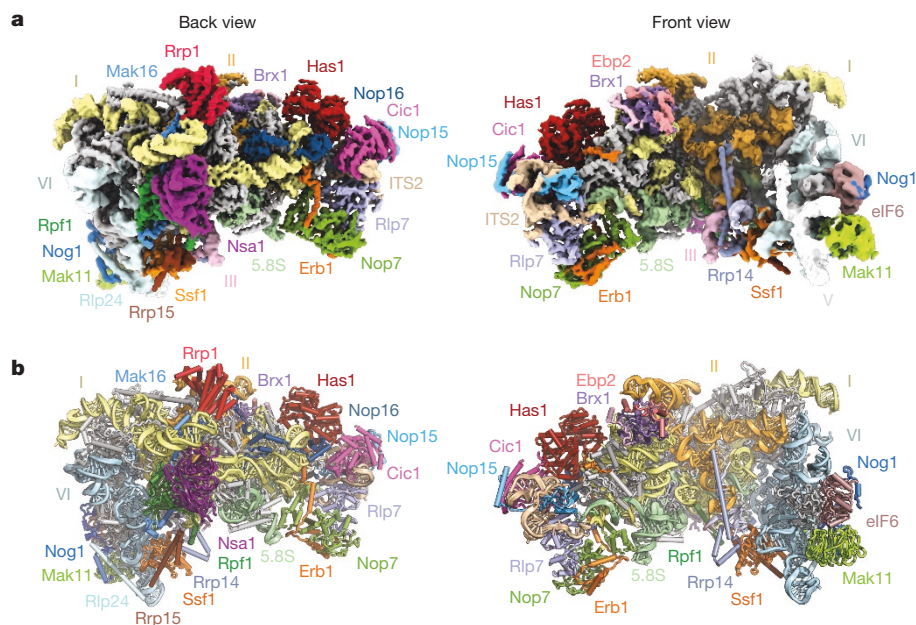 a
Back view
Front view
Rrp1
II
Mak16
Brx1
Has1
I
Nop16
Cic1
Nop15
VI
ITS2
Rpf1
Rlp7
Nog1
Nsa1
Mak11
III
5.8S
Erb1
Nop7
Rlp24
Ssf1
Rrp15
Ebp2
II
Brx1
I
Has1
Cic1
VI
Nop15
Nog1
ITS2
eIF6
Rlp7
III
5.8S
Rrp14
Mak11
Nop7
Erb1
Ssf1
V
b
Rrp1
II
Mak16
Brx1
Has1
I
Nop16
Nop15
Cic1
VI
Rlp7
Nsa1
5.8S
Nog1
Rpf1
Nop7
Mak11
Rrp14
Erb1
Rlp24
Ssf1
Rrp15
II
Ebp2
I
Brx1
Has1
VI
Cic1
Nog1
Nop15
eIF6
5.8S
Rpf1
Rlp7
Rrp14
Mak11
Nop7
Ssf1
Erb1